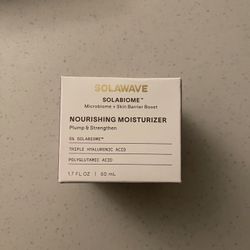 SOLAWAVE
SOLABIOME™
Microbiome + Skin Barrier Boost
NOURISHING MOISTURIZER
Plump & Strengthen
5% SOLABIOME™
TRIPLE HYALURONIC ACID
POLYGLUTAMIC ACID
1.7 FL OZ | 50 mL